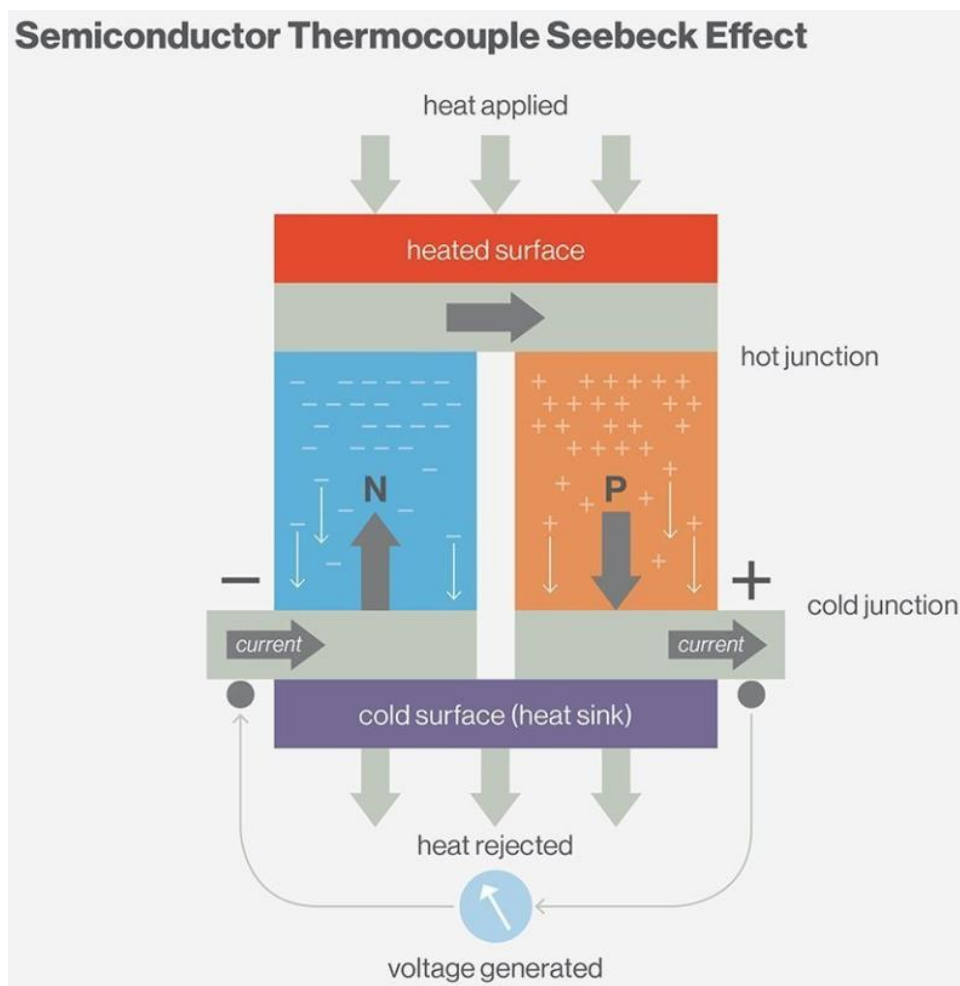 Semiconductor Thermocouple Seebeck Effect
heat applied
heated surface
hot junction
N
P
−
+
cold junction
current
current
cold surface (heat sink)
heat rejected
voltage generated